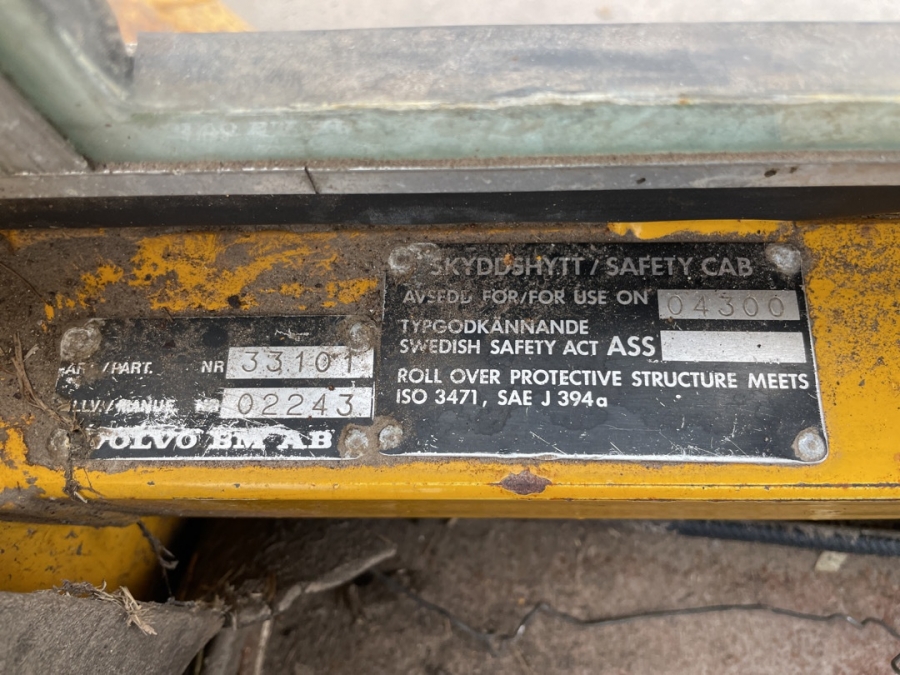 SKYDDSHYTT / SAFETY CAB
AVSEDD FOR/FOR USE ON 04300
TYPGODKÄNNANDE
SWEDISH SAFETY ACT ASS
ROLL OVER PROTECTIVE STRUCTURE MEETS
ISO 3471, SAE J 394a
/PART. NR 33101
02243
VOLVO BM AB